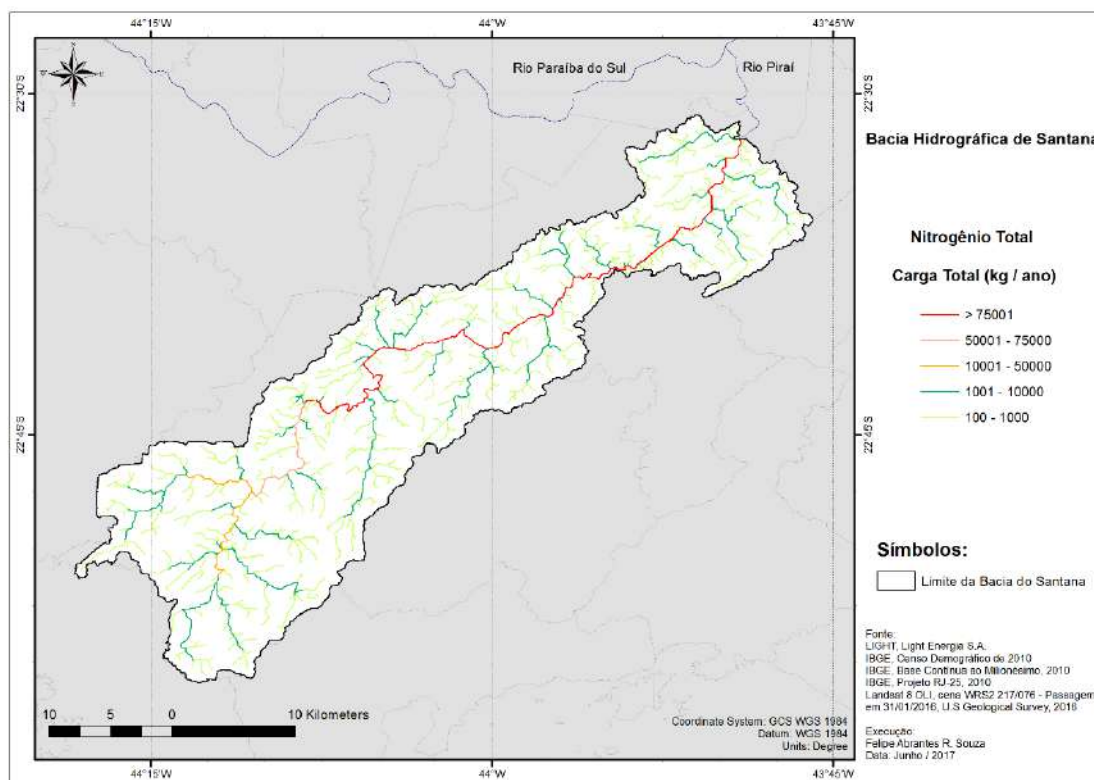 44°15'W 44°W 43°45'W
Rio Paraíba do Sul
Rio Piraí
22°30'S 22°30'S
Bacia Hidrográfica de Santana
Nitrogênio Total
Carga Total (kg / ano)
> 75001
50001 - 75000
10001 - 50000
1001 - 10000
100 - 1000
22°45'S 22°45'S
Símbolos:
Limite da Bacia do Santana
Fonte:
LIGHT, Light Energia S.A.
IBGE, Censo Demográfico de 2010
IBGE, Base Contínua ao Milionésimo, 2010
IBGE, Projeto RJ-25, 2010
Landsat 8 OLI, cena WRS2 217/076 - Passagem
em 31/01/2016, U.S Geological Survey, 2016
Execução:
Felipe Abrantes R. Souza
Data: Junho / 2017
10 5 0 10 Kilometers
Coordinate System: GCS WGS 1984
Datum: WGS 1984
Units: Degree
44°15'W 44°W 43°45'W